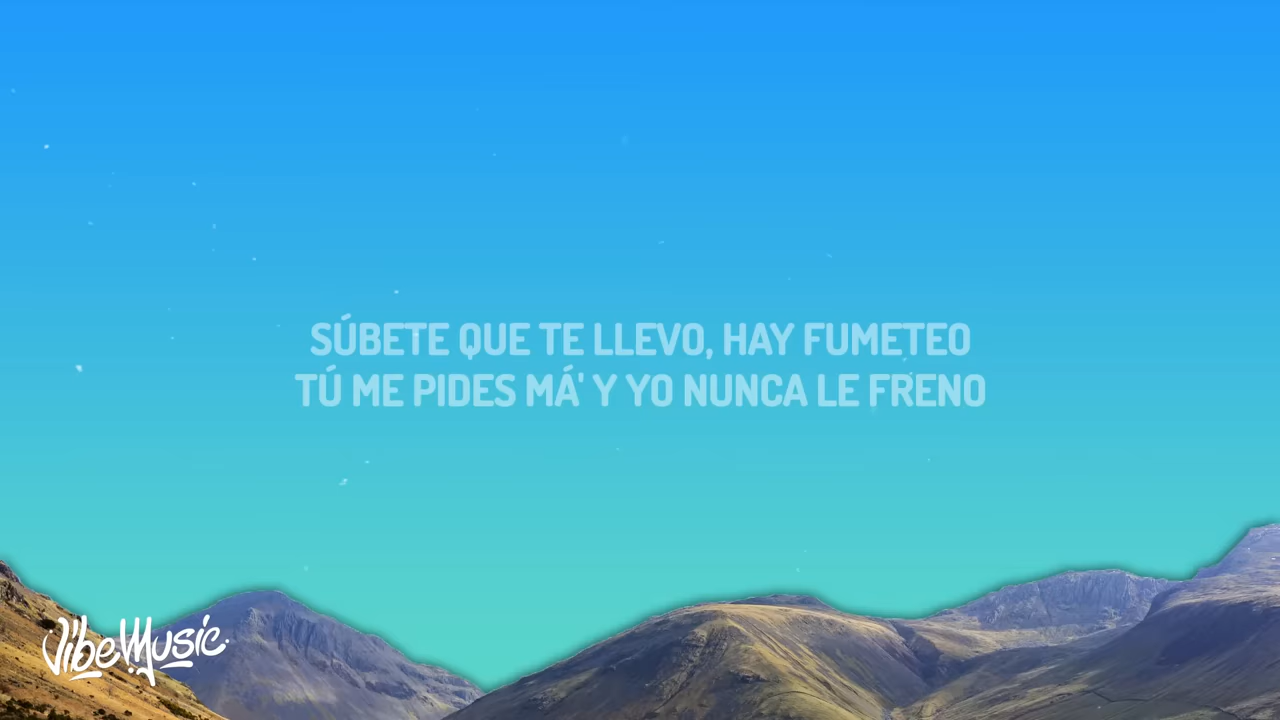 SÚBETE QUE TE LLEVO, HAY FUMETEO
TÚ ME PIDES MÁ' Y YO NUNCA LE FRENO
VibeMusic